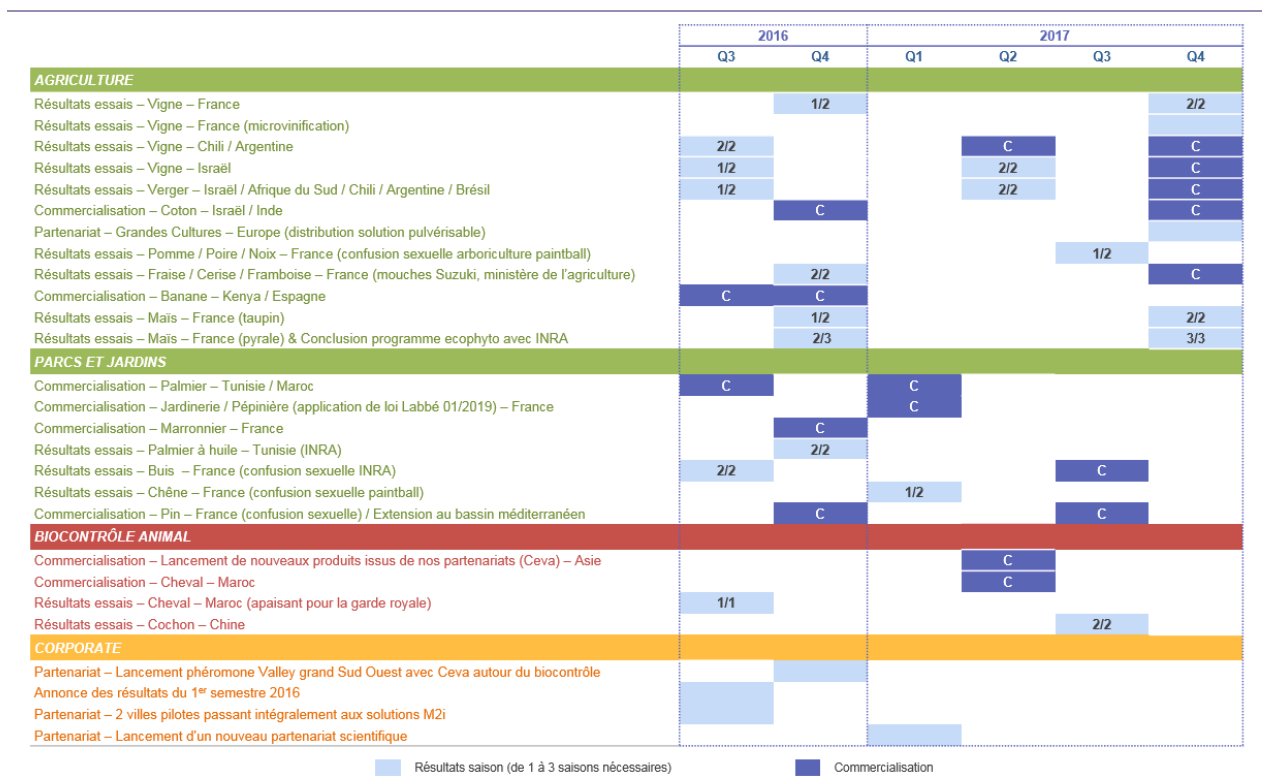 2016 2017
Q3 Q4 Q1 Q2 Q3 Q4
AGRICULTURE
Résultats essais – Vigne – France 1/2 2/2
Résultats essais – Vigne – France (microvinification)
Résultats essais – Vigne – Chili / Argentine 2/2 C C
Résultats essais – Vigne – Israël 1/2 2/2 C
Résultats essais – Verger – Israël / Afrique du Sud / Chili / Argentine / Brésil 1/2 2/2 C
Commercialisation – Coton – Israël / Inde C C
Partenariat – Grandes Cultures – Europe (distribution solution pulvérisable)
Résultats essais – Pomme / Poire / Noix – France (confusion sexuelle arboriculture paintball) 1/2
Résultats essais – Fraise / Cerise / Framboise – France (mouches Suzuki, ministère de l'agriculture) 2/2 C
Commercialisation – Banane – Kenya / Espagne C C
Résultats essais – Maïs – France (taupin) 1/2 2/2
Résultats essais – Maïs – France (pyrale) & Conclusion programme ecophyto avec INRA 2/3 3/3
PARCS ET JARDINS
Commercialisation – Palmier – Tunisie / Maroc C C
Commercialisation – Jardinerie / Pépinière (application de loi Labbé 01/2019) – France C
Commercialisation – Marronnier – France C
Résultats essais – Palmier à huile – Tunisie (INRA) 2/2
Résultats essais – Buis – France (confusion sexuelle INRA) 2/2 C
Résultats essais – Chêne – France (confusion sexuelle paintball) 1/2
Commercialisation – Pin – France (confusion sexuelle) / Extension au bassin méditerranéen C C
BIOCONTRÔLE ANIMAL
Commercialisation – Lancement de nouveaux produits issus de nos partenariats (Ceva) – Asie C
Commercialisation – Cheval – Maroc C
Résultats essais – Cheval – Maroc (apaisant pour la garde royale) 1/1
Résultats essais – Cochon – Chine 2/2
CORPORATE
Partenariat – Lancement phéromone Valley grand Sud Ouest avec Ceva autour du biocontrôle
Annonce des résultats du 1er semestre 2016
Partenariat – 2 villes pilotes passant intégralement aux solutions M2i
Partenariat – Lancement d'un nouveau partenariat scientifique
Résultats saison (de 1 à 3 saisons nécessaires) Commercialisation